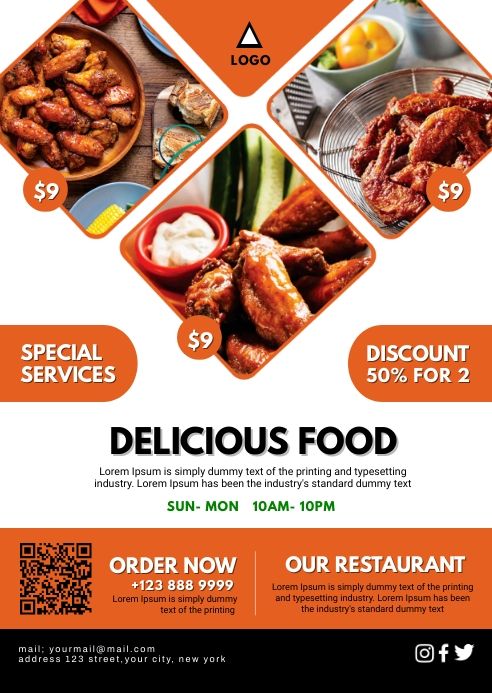 LOGO
$9
$9
$9
SPECIAL
SERVICES
DISCOUNT
50% FOR 2
DELICIOUS FOOD
Lorem Ipsum is simply dummy text of the printing and typesetting
industry. Lorem Ipsum has been the industry's standard dummy text
SUN- MON 10AM- 10PM
ORDER NOW
+123 888 9999
Lorem Ipsum is simply dummy
text of the printing
OUR RESTAURANT
Lorem Ipsum is simply dummy text of the printing
and typesetting industry. Lorem Ipsum has been
the industry's standard dummy text
mail; yourmail@mail.com
address 123 street,your city, new york